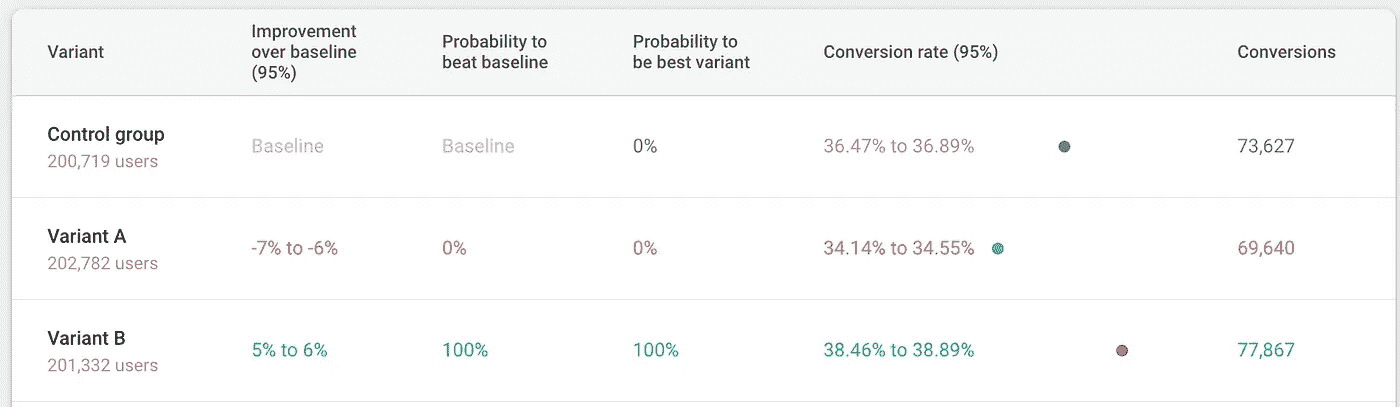 Variant
Improvement
over baseline
(95%)
Probability to
beat baseline
Probability to
be best variant
Conversion rate (95%)
Conversions
Control group
200,719 users
Baseline
Baseline
0%
36.47% to 36.89%
73,627
Variant A
202,782 users
-7% to -6%
0%
0%
34.14% to 34.55%
69,640
Variant B
201,332 users
5% to 6%
100%
100%
38.46% to 38.89%
77,867